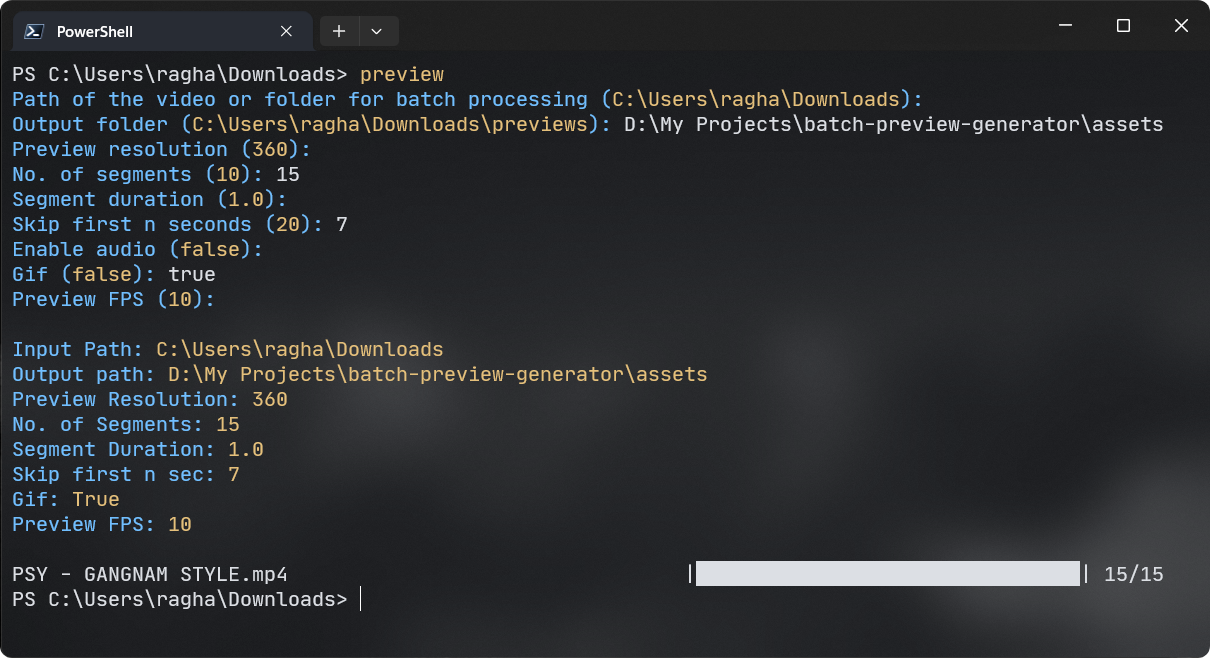 PowerShell
PS C:\Users\ragha\Downloads> preview
Path of the video or folder for batch processing (C:\Users\ragha\Downloads):
Output folder (C:\Users\ragha\Downloads\previews): D:\My Projects\batch-preview-generator\assets
Preview resolution (360):
No. of segments (10): 15
Segment duration (1.0):
Skip first n seconds (20): 7
Enable audio (false):
Gif (false): true
Preview FPS (10):
Input Path: C:\Users\ragha\Downloads
Output path: D:\My Projects\batch-preview-generator\assets
Preview Resolution: 360
No. of Segments: 15
Segment Duration: 1.0
Skip first n sec: 7
Gif: True
Preview FPS: 10
PSY - GANGNAM STYLE.mp4 | | 15/15
PS C:\Users\ragha\Downloads>